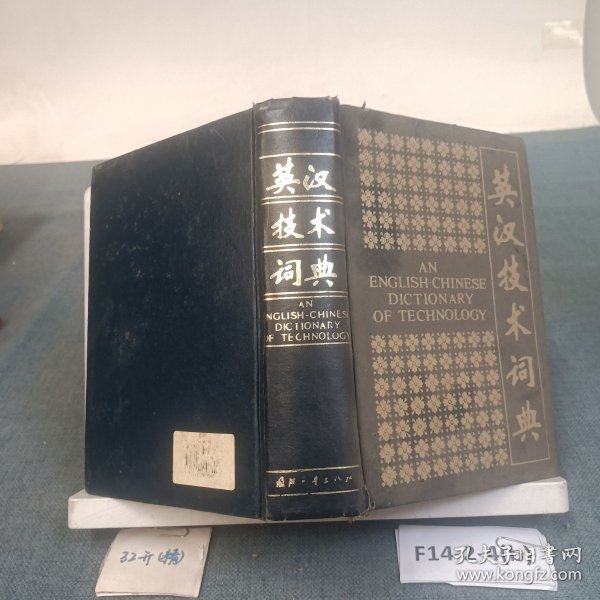 英汉
技术
词典
AN
ENGLISH-CHINESE
DICTIONARY
OF TECHNOLOGY
国防工业出版社
AN
ENGLISH-CHINESE
DICTIONARY
OF TECHNOLOGY
英汉技术词典
32开(精)
孔夫子旧书网
www.kongfz.com